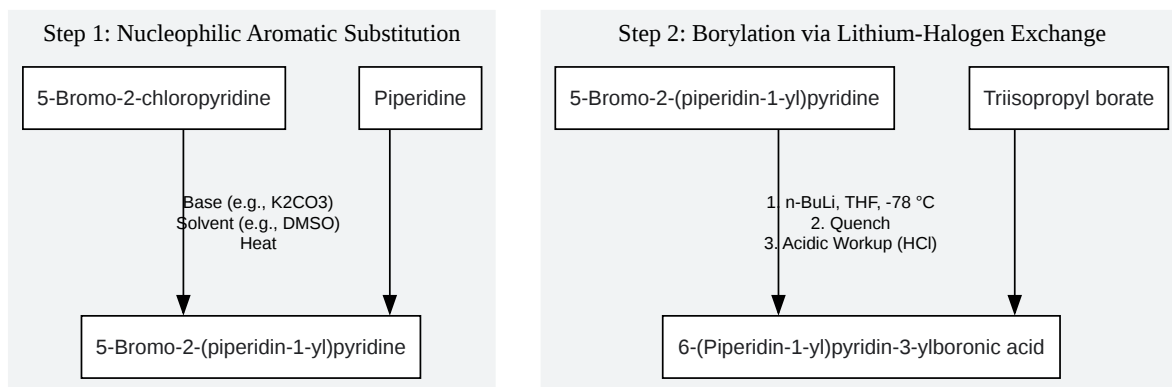 Step 1: Nucleophilic Aromatic Substitution
5-Bromo-2-chloropyridine
Piperidine
Base (e.g., K2CO3)
Solvent (e.g., DMSO)
Heat
5-Bromo-2-(piperidin-1-yl)pyridine
Step 2: Borylation via Lithium-Halogen Exchange
5-Bromo-2-(piperidin-1-yl)pyridine
Triisopropyl borate
1. n-BuLi, THF, -78 °C
2. Quench
3. Acidic Workup (HCl)
6-(Piperidin-1-yl)pyridin-3-ylboronic acid